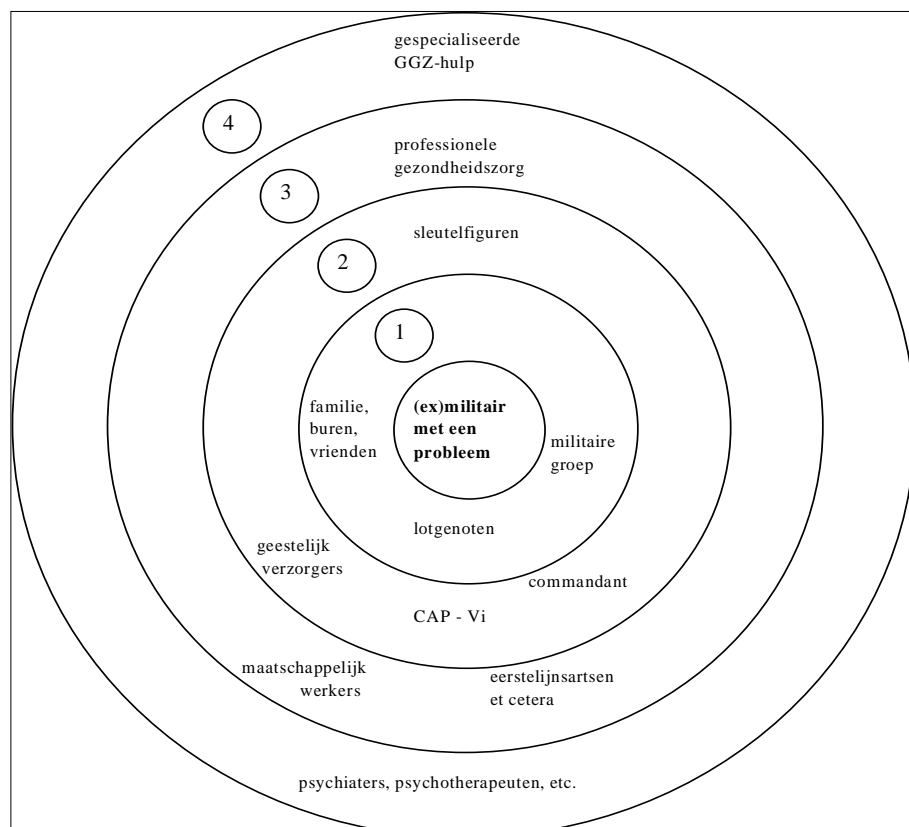 gespecialiseerde
GGZ-hulp
4
professionele
gezondheidszorg
3
sleutelfiguren
2
1
familie,
buren,
vrienden
(ex)militair
met een
probleem
militaire
groep
lotgenoten
geestelijk
verzorgers
commandant
CAP - Vi
maatschappelijk
werkers
eerstelijnsartsen
et cetera
psychiaters, psychotherapeuten, etc.